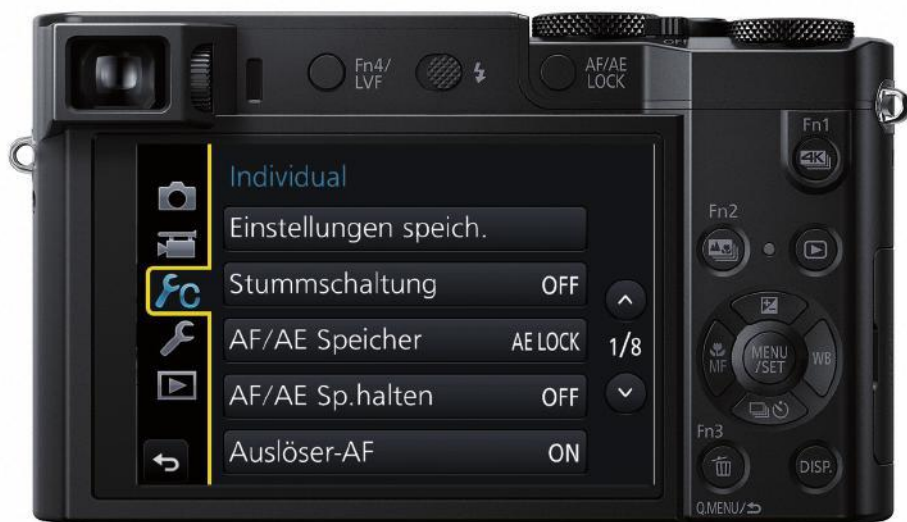 Fn4/
LVF
OFF
AF/AE
LOCK
Fn1
4K
Fn2
Individual
Einstellungen speich.
Stummschaltung OFF
AF/AE Speicher AE LOCK
1/8
AF/AE Sp.halten OFF
Auslöser-AF ON
MF
MENU
/SET
WB
Fn3
DISP.
Q.MENU/